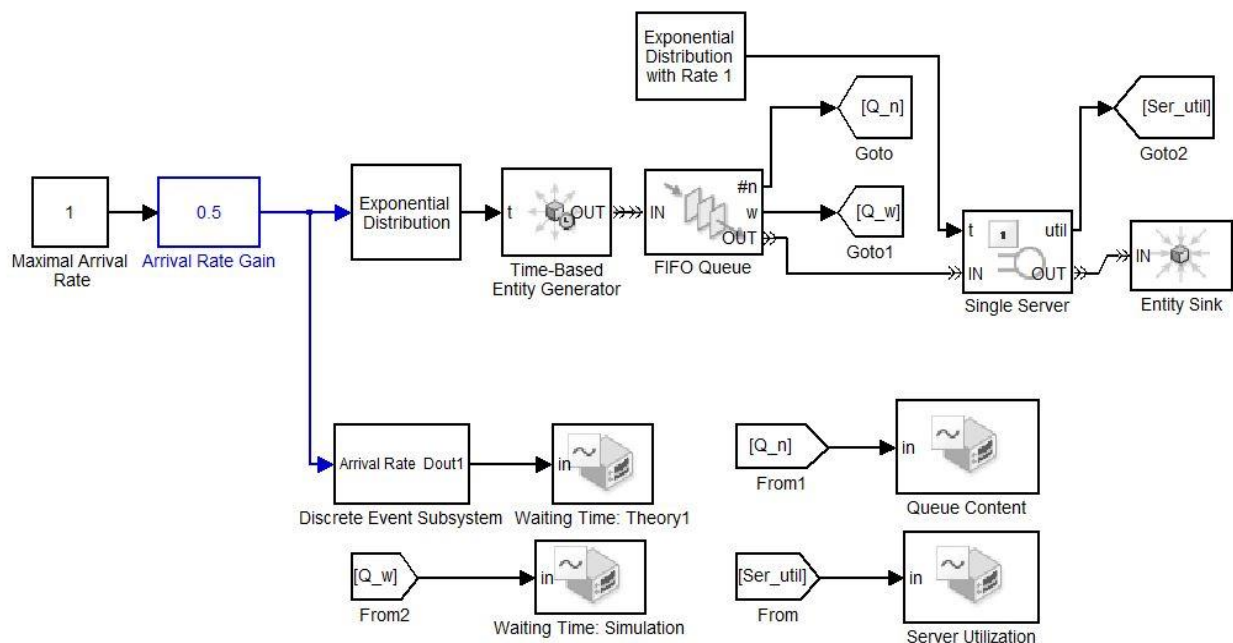 Exponential
Distribution
with Rate 1
[Q_n]
Goto
[Ser_util]
Goto2
1
Maximal Arrival
Rate
0.5
Arrival Rate Gain
Exponential
Distribution
t
OUT
Time-Based
Entity Generator
IN
#n
w
OUT
FIFO Queue
[Q_w]
Goto1
t
1
util
IN
OUT
Single Server
IN
Entity Sink
Arrival Rate Dout1
Discrete Event Subsystem
in
Waiting Time: Theory1
[Q_n]
From1
in
Queue Content
[Q_w]
From2
in
Waiting Time: Simulation
[Ser_util]
From
in
Server Utilization